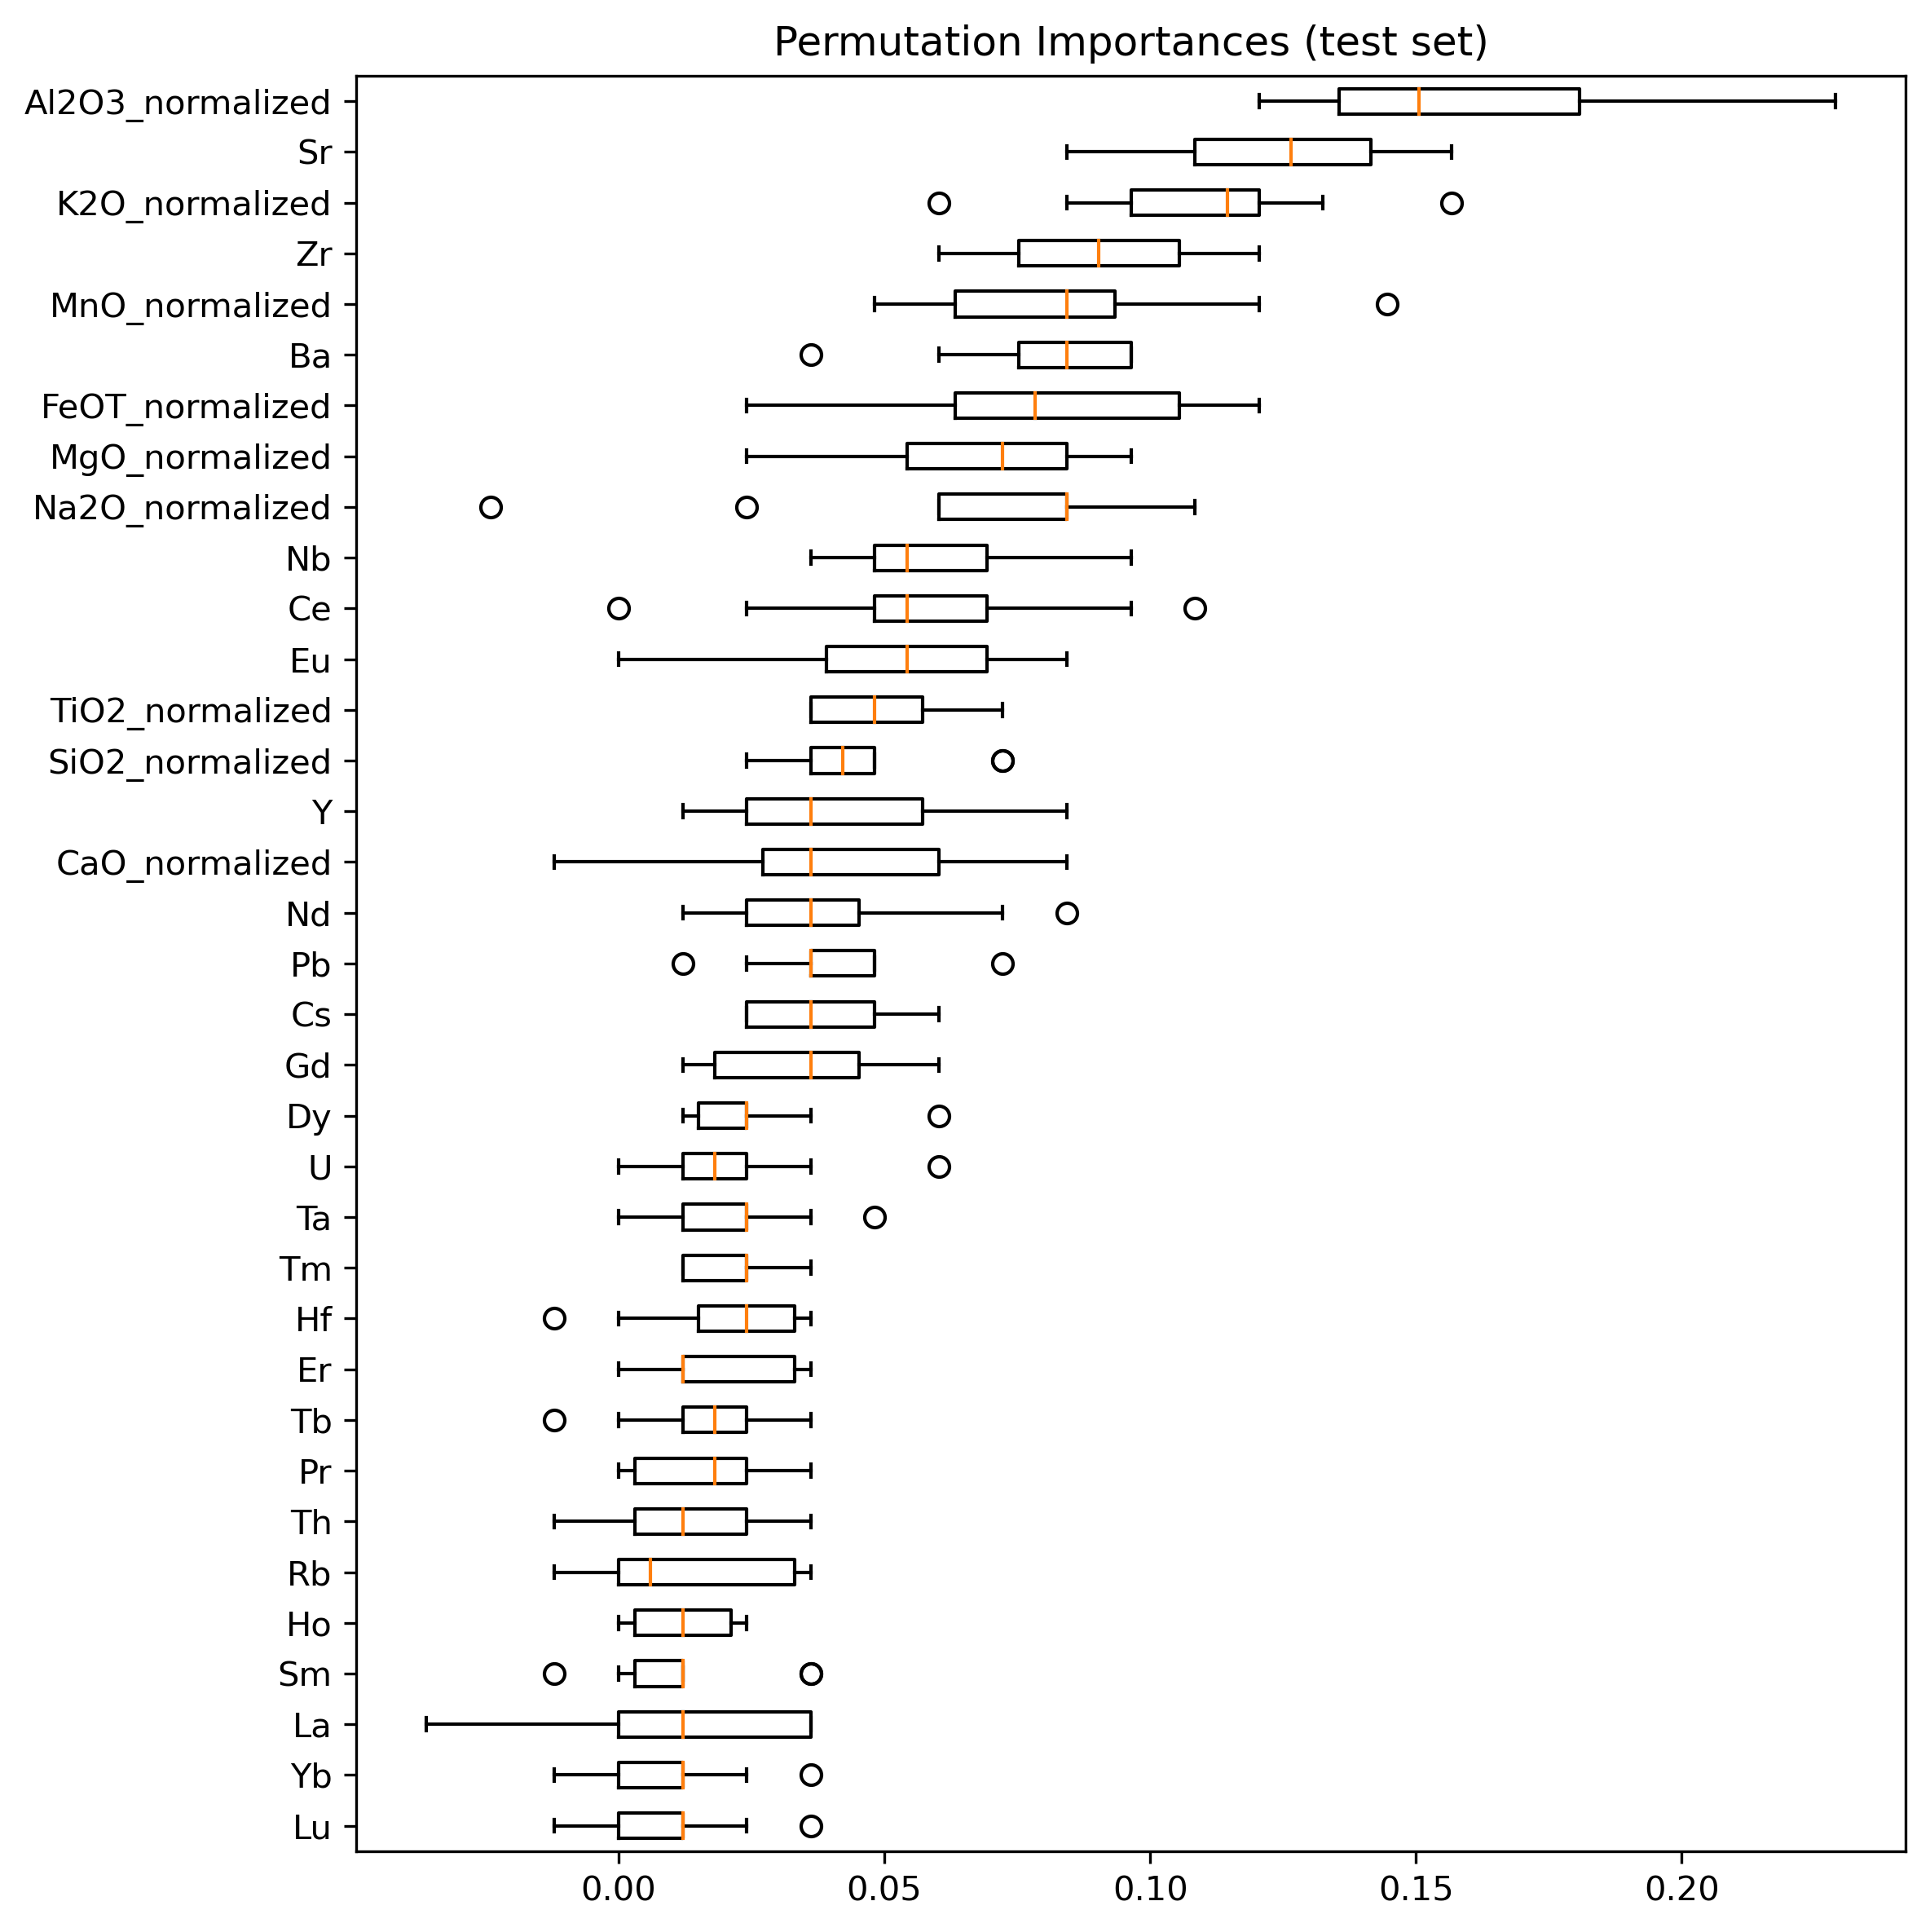 Permutation Importances (test set)
Al2O3_normalized
Sr
K2O_normalized
Zr
MnO_normalized
Ba
FeOT_normalized
MgO_normalized
Na2O_normalized
Nb
Ce
Eu
TiO2_normalized
SiO2_normalized
Y
CaO_normalized
Nd
Pb
Cs
Gd
Dy
U
Ta
Tm
Hf
Er
Tb
Pr
Th
Rb
Ho
Sm
La
Yb
Lu
0.00 0.05 0.10 0.15 0.20